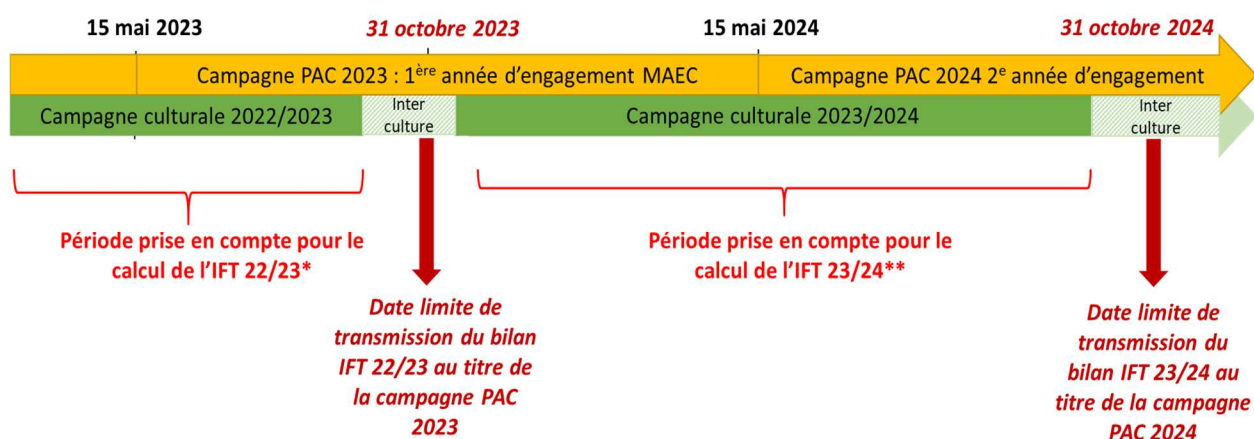 15 mai 2023
31 octobre 2023
15 mai 2024
31 octobre 2024
Campagne PAC 2023 : 1ère année d'engagement MAEC
Campagne PAC 2024 2e année d'engagement
Campagne culturale 2022/2023
Inter
culture
Campagne culturale 2023/2024
Inter
culture
Période prise en compte pour le
calcul de l'IFT 22/23*
Période prise en compte pour le
calcul de l'IFT 23/24**
Date limite de
transmission du bilan
IFT 22/23 au titre de
la campagne PAC
2023
Date limite de
transmission du
bilan IFT 23/24 au
titre de la campagne
PAC 2024